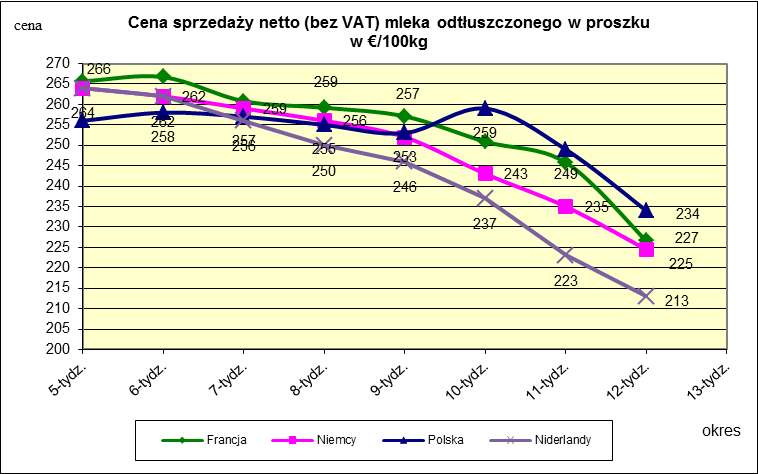 Cena sprzedaży netto (bez VAT) mleka odtłuszczonego w proszku
w €/100kg
cena
270
265
260
255
250
245
240
235
230
225
220
215
210
205
200
266
264
262
262
258
259
257
256
259
256
255
250
257
253
246
259
243
237
249
235
223
234
227
225
213
5-tydz.
6-tydz.
7-tydz.
8-tydz.
9-tydz.
10-tydz.
11-tydz.
12-tydz.
13-tydz.
okres
Francja Niemcy Polska Niderlandy